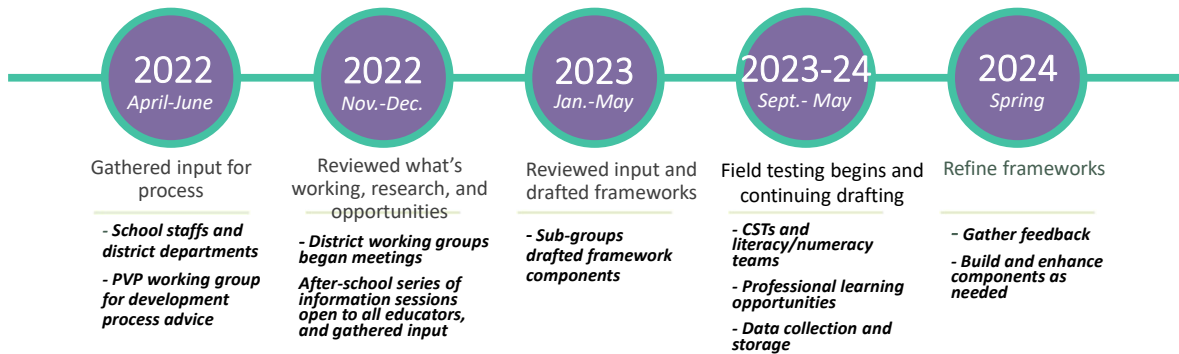 2022
April-June
Gathered input for
process
- School staffs and
district departments
- PVP working group
for development
process advice
2022
Nov.-Dec.
Reviewed what's
working, research, and
opportunities
- District working groups
began meetings
After-school series of
information sessions
open to all educators,
and gathered input
2023
Jan.-May
Reviewed input and
drafted frameworks
- Sub-groups
drafted framework
components
2023-24
Sept.- May
Field testing begins and
continuing drafting
- CSTs and
literacy/numeracy
teams
- Professional learning
opportunities
- Data collection and
storage
2024
Spring
Refine frameworks
- Gather feedback
- Build and enhance
components as
needed